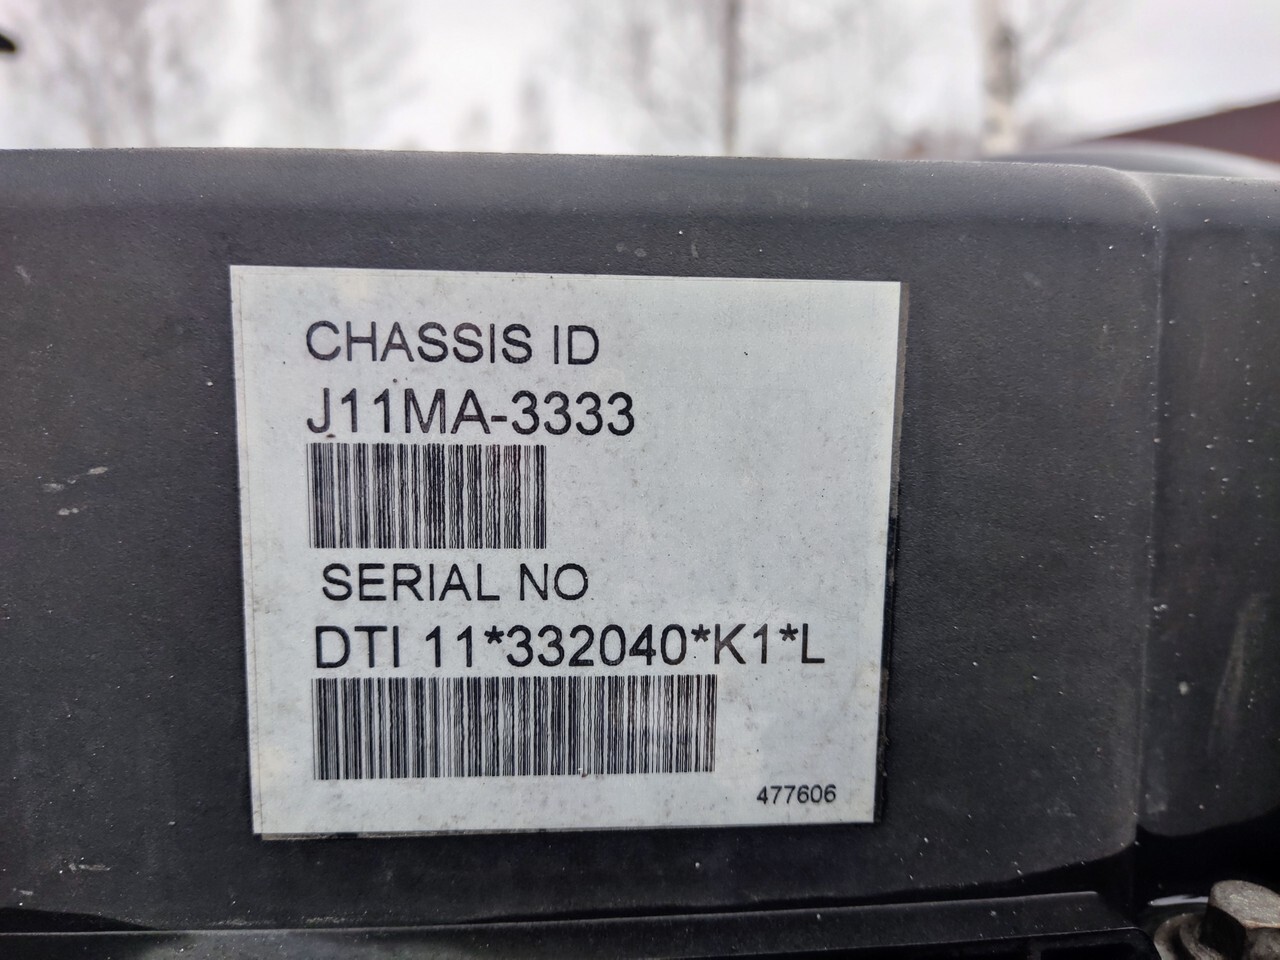 CHASSIS ID
J11MA-3333
SERIAL NO
DTI 11*332040*K1*L
477606